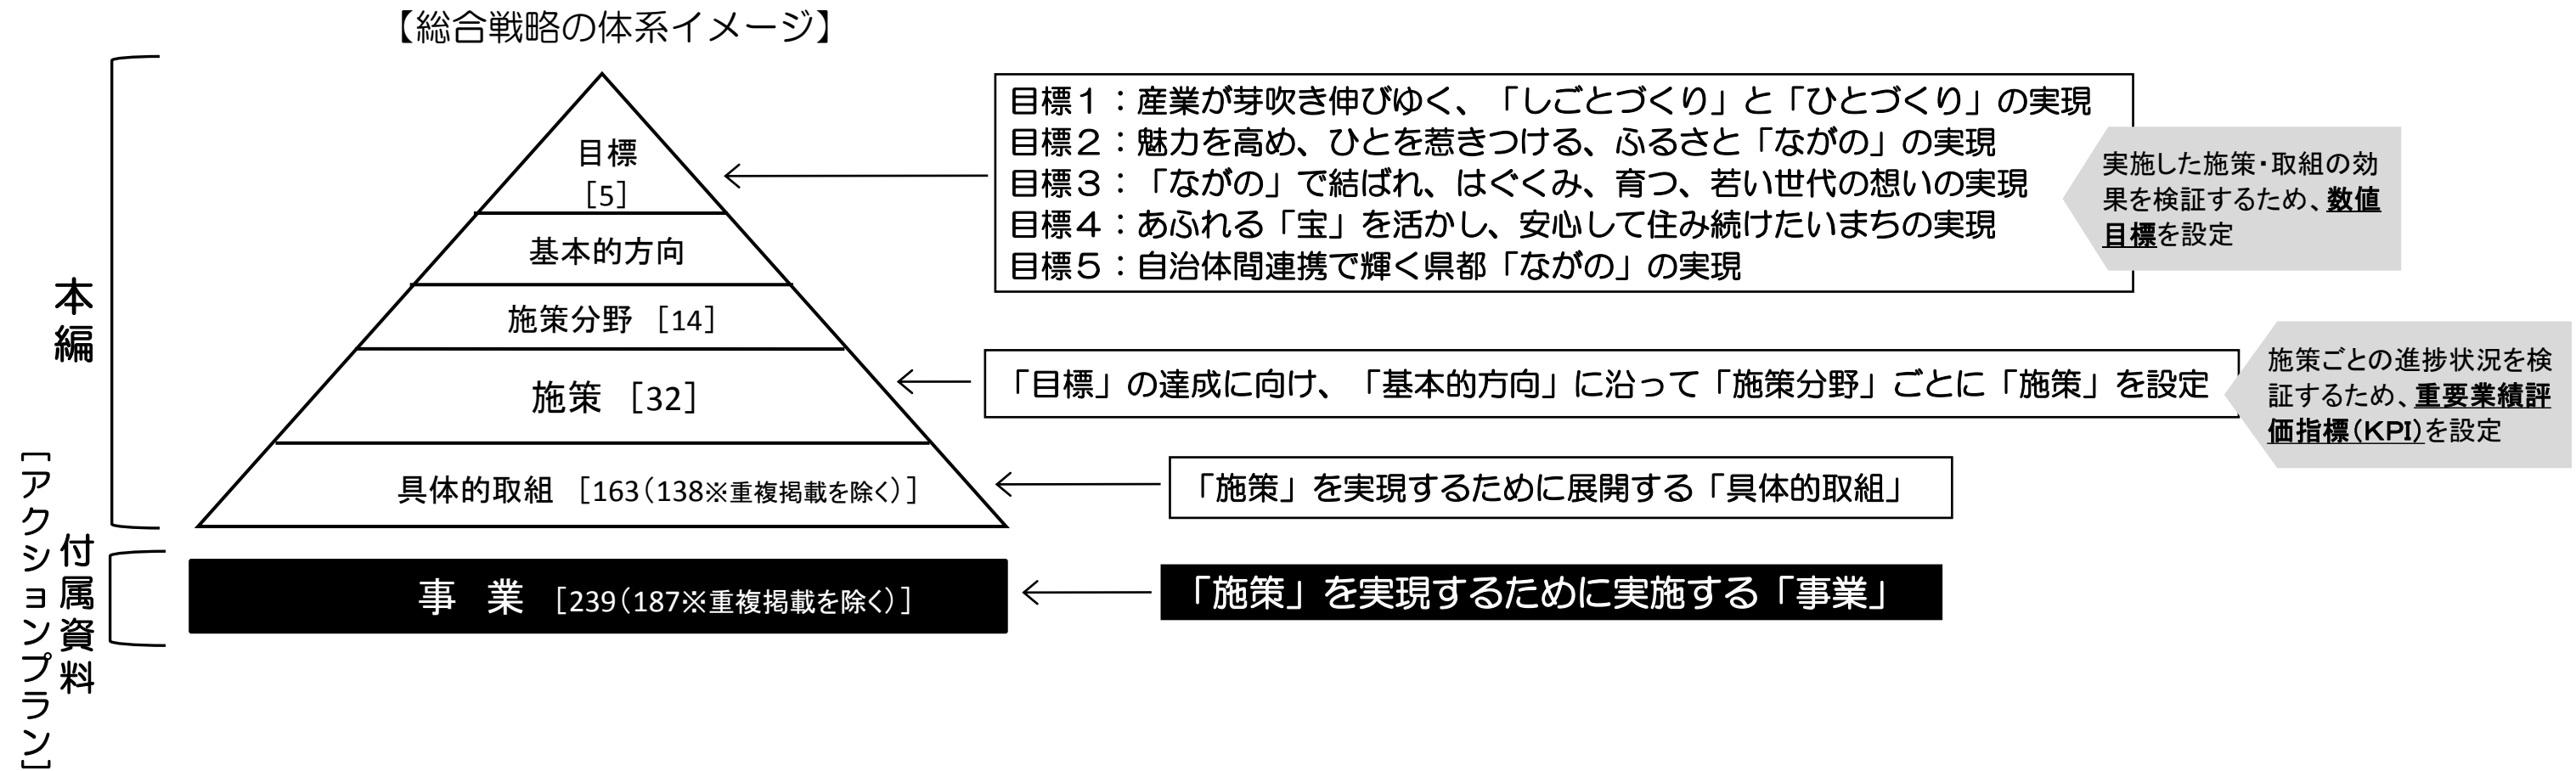 【総合戦略の体系イメージ】
本編
目標
［5］
基本的方向
施策分野 ［14］
施策 ［32］
具体的取組 ［163（138※重複掲載を除く）］
目標１：産業が芽吹き伸びゆく、「しごとづくり」と「ひとづくり」の実現
目標２：魅力を高め、ひとを惹きつける、ふるさと「ながの」の実現
目標３：「ながの」で結ばれ、はぐくみ、育つ、若い世代の想いの実現
目標４：あふれる「宝」を活かし、安心して住み続けたいまちの実現
目標５：自治体間連携で輝く県都「ながの」の実現
実施した施策・取組の効
果を検証するため、数値
目標を設定
「目標」の達成に向け、「基本的方向」に沿って「施策分野」ごとに「施策」を設定
施策ごとの進捗状況を検
証するため、重要業績評
価指標（ＫＰＩ）を設定
「施策」を実現するために展開する「具体的取組」
付属資料
［アクションプラン］
事　業 ［239（187※重複掲載を除く）］
「施策」を実現するために実施する「事業」